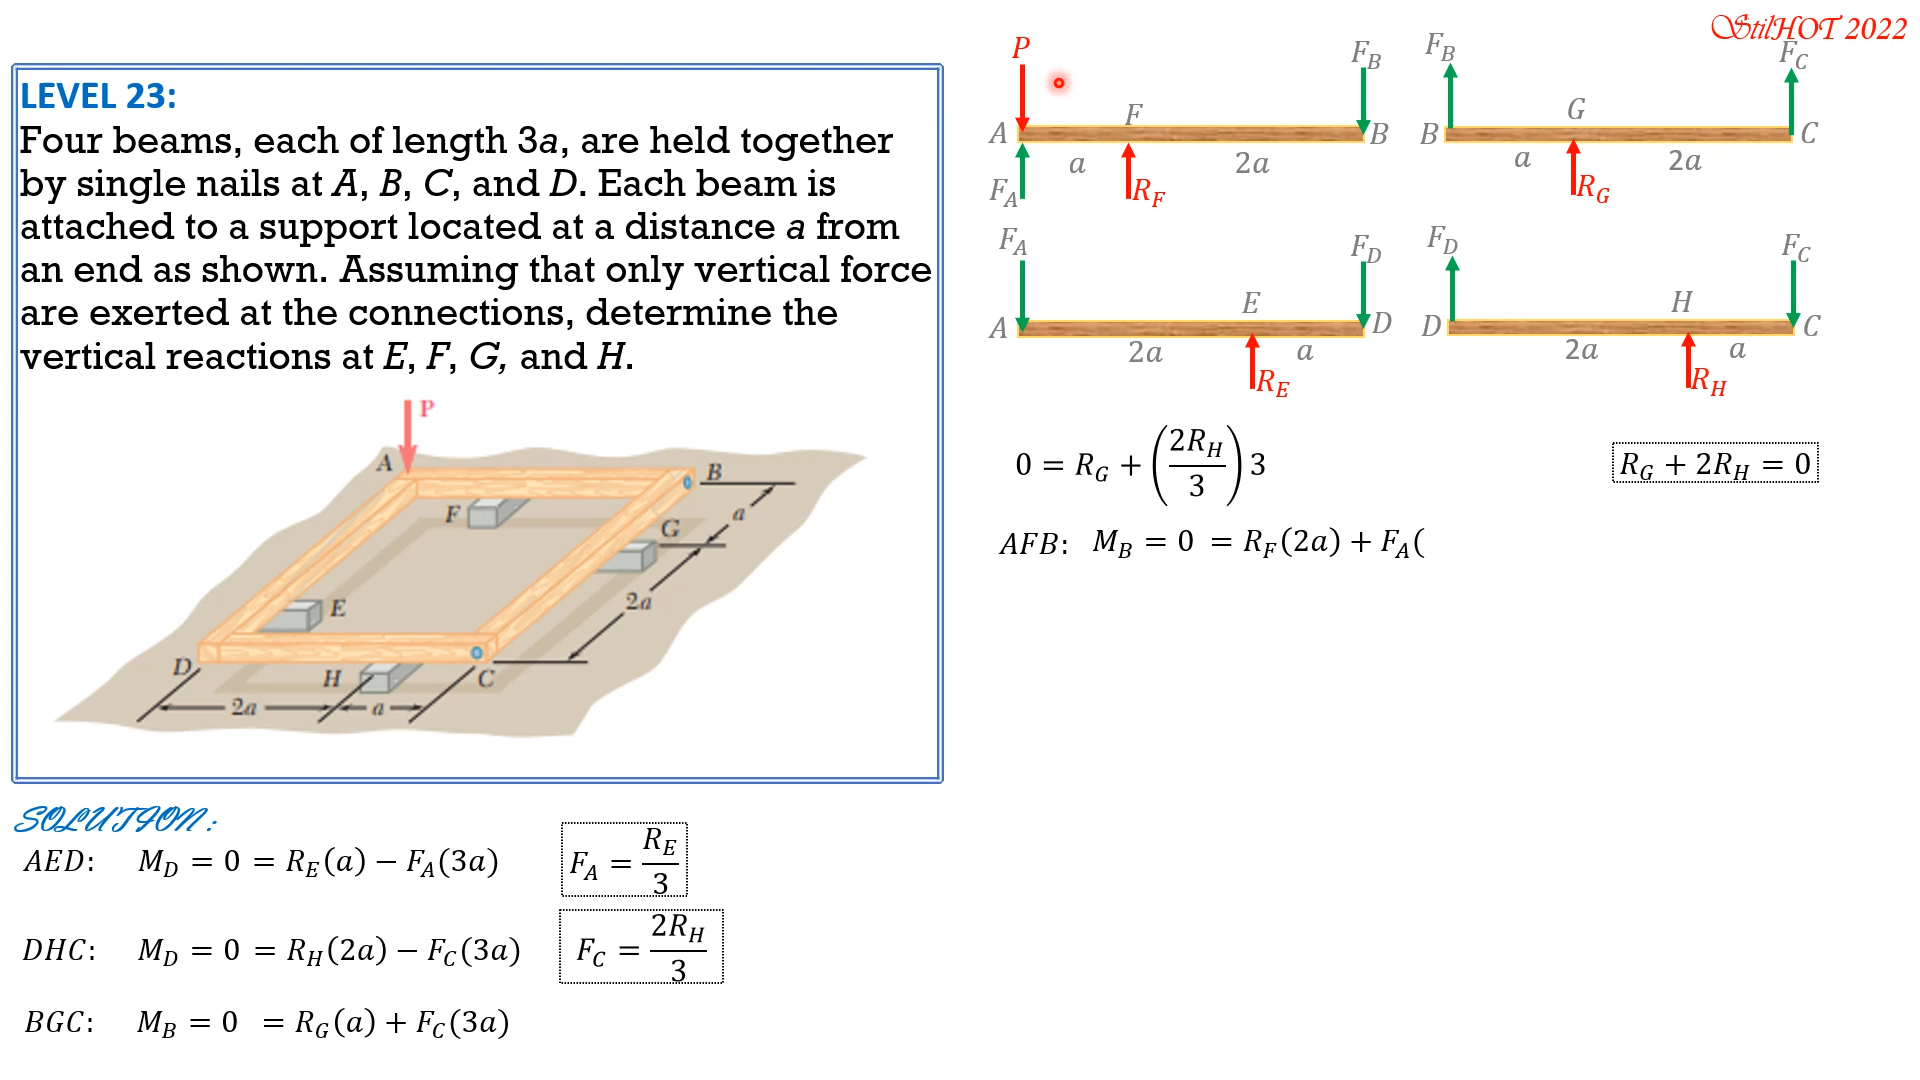 StilHOT 2022
LEVEL 23:
Four beams, each of length 3a, are held together
by single nails at A, B, C, and D. Each beam is
attached to a support located at a distance a from
an end as shown. Assuming that only vertical force
are exerted at the connections, determine the
vertical reactions at E, F, G, and H.
P
A
B
F
G
a
E
2a
D
H
C
2a
a
SOLUTION:
AED: M_D = 0 = R_E(a) − F_A(3a)
F_A = R_E/3
DHC: M_D = 0 = R_H(2a) − F_C(3a)
F_C = 2R_H/3
BGC: M_B = 0 = R_G(a) + F_C(3a)
P
F_B
A
F
B
a
2a
F_A
R_F
F_B
F_C
B
G
C
a
2a
R_G
F_A
F_D
A
E
D
2a
a
R_E
F_D
F_C
D
H
C
2a
a
R_H
0 = R_G + (2R_H/3)3
R_G + 2R_H = 0
AFB: M_B = 0 = R_F(2a) + F_A(